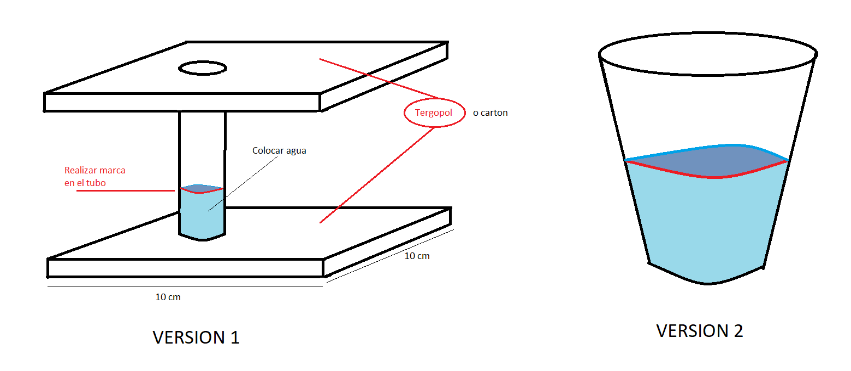 Tergopol
o carton
Colocar agua
Realizar marca
en el tubo
10 cm
10 cm
VERSION 1
VERSION 2